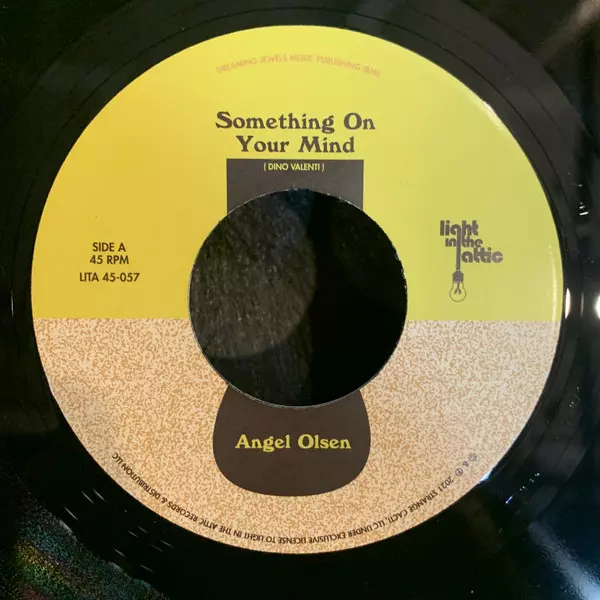 DREAMING JEWELS MUSIC PUBLISHING (BMI)
Something On
Your Mind
( DINO VALENTI )
SIDE A
45 RPM
LITA 45-057
light
in the
attic
Angel Olsen
© & ℗ 2021 STRANGE CACTI, LLC UNDER EXCLUSIVE LICENSE TO LIGHT IN THE ATTIC RECORDS & DISTRIBUTION LLC